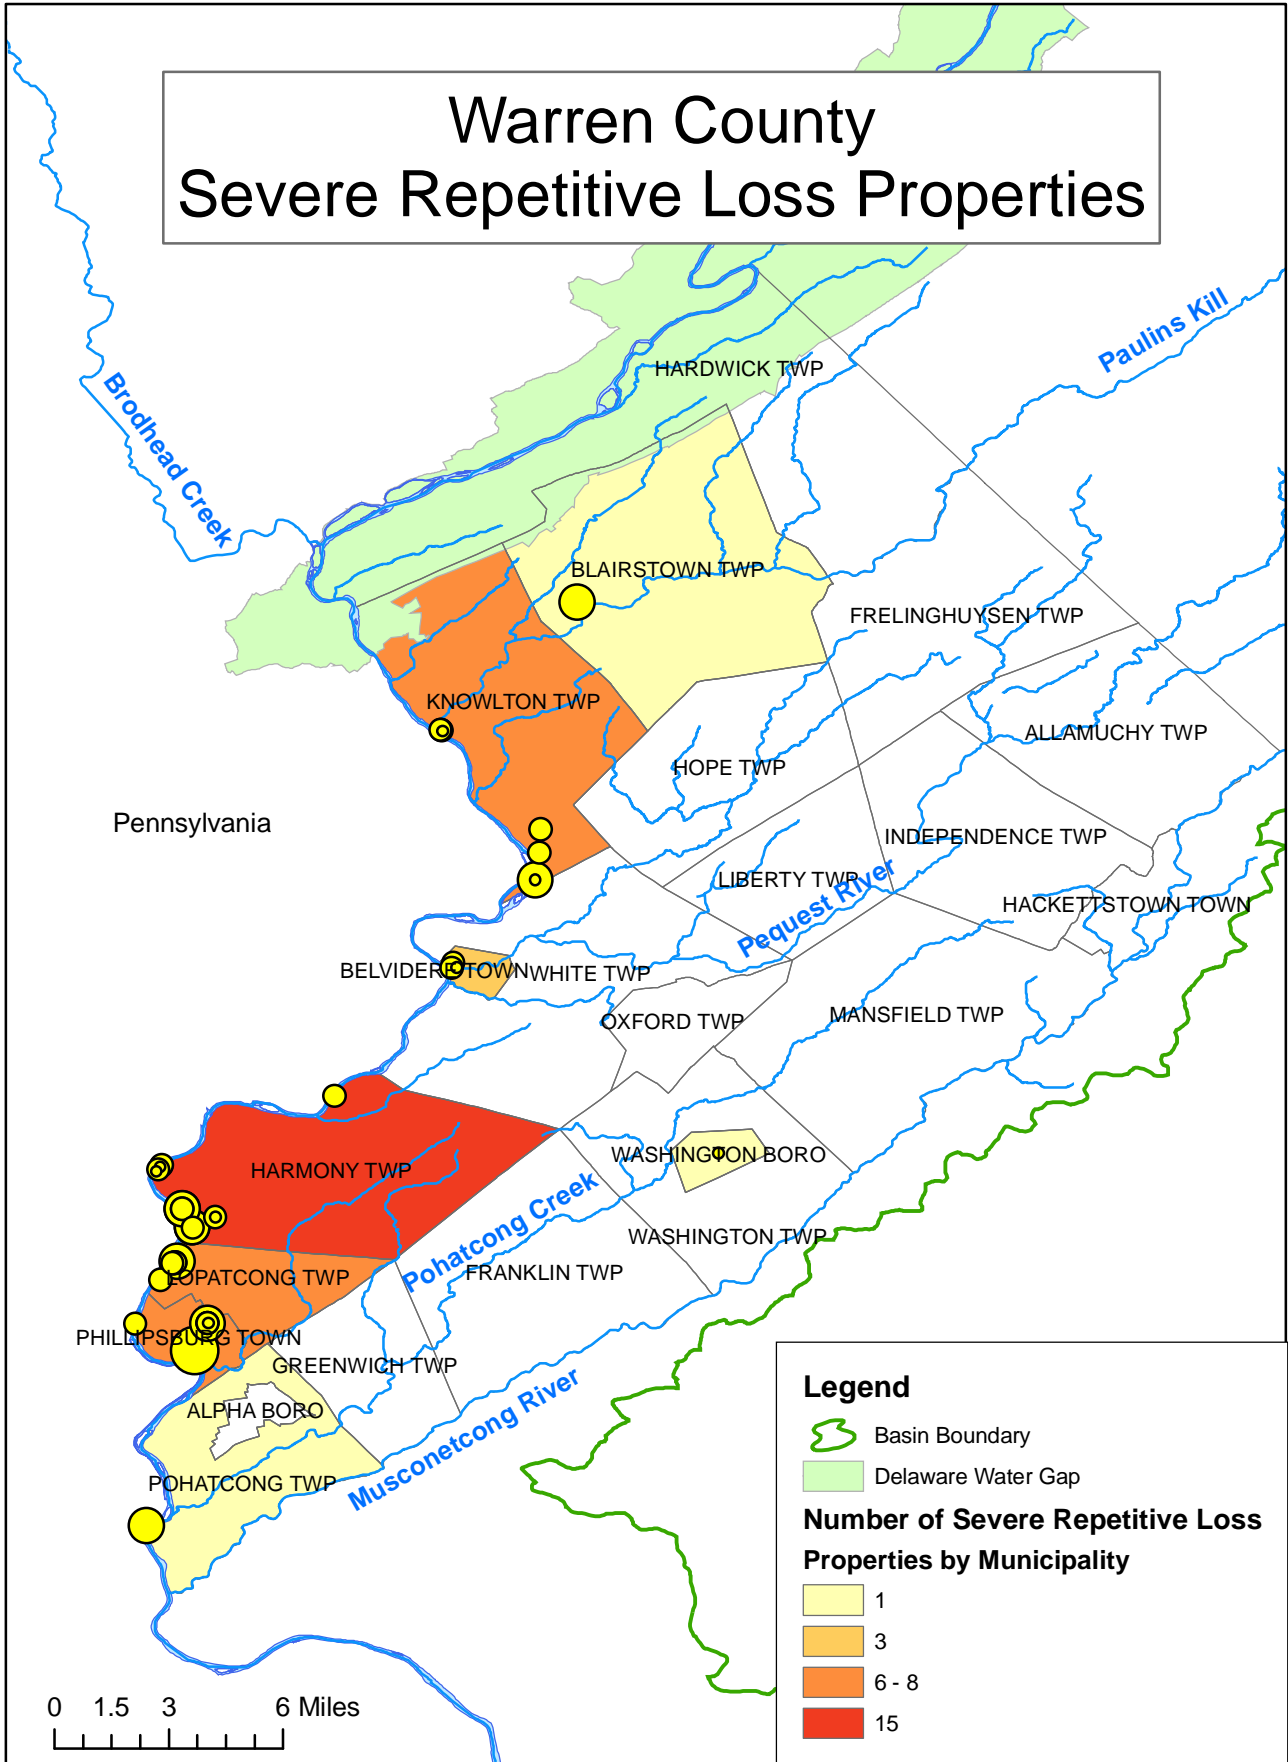 Warren County
Severe Repetitive Loss Properties
Paulins Kill
HARDWICK TWP
Brodhead Creek
BLAIRSTOWN TWP
FRELINGHUYSEN TWP
KNOWLTON TWP
ALLAMUCHY TWP
HOPE TWP
Pennsylvania
INDEPENDENCE TWP
LIBERTY TWP
HACKETTSTOWN TOWN
Pequest River
BELVIDERE TOWN
WHITE TWP
OXFORD TWP
MANSFIELD TWP
WASHINGTON BORO
HARMONY TWP
Pohatcong Creek
WASHINGTON TWP
FRANKLIN TWP
LOPATCONG TWP
PHILLIPSBURG TOWN
GREENWICH TWP
ALPHA BORO
Musconetcong River
POHATCONG TWP
Legend
Basin Boundary
Delaware Water Gap
Number of Severe Repetitive Loss
Properties by Municipality
1
3
6 - 8
15
0 1.5 3 6 Miles